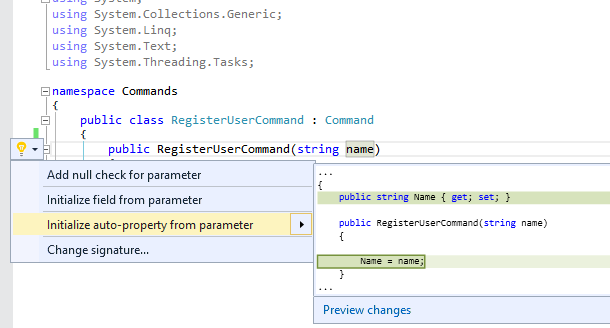 using System;
using System.Collections.Generic;
using System.Linq;
using System.Text;
using System.Threading.Tasks;
namespace Commands
{
public class RegisterUserCommand : Command
{
public RegisterUserCommand(string name)
Add null check for parameter
Initialize field from parameter
Initialize auto-property from parameter
Change signature...
...
{
public string Name { get; set; }
public RegisterUserCommand(string name)
{
Name = name;
}
...
Preview changes